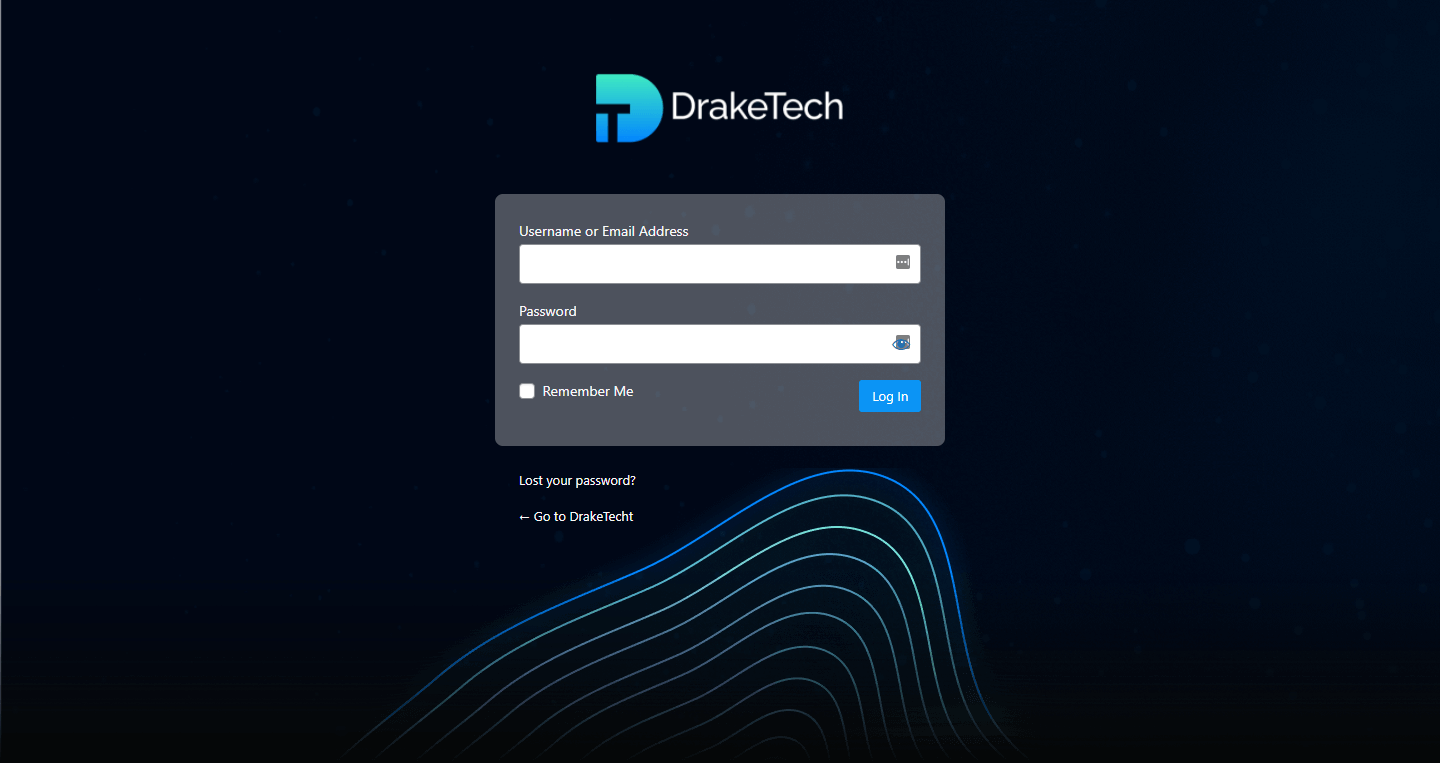 DrakeTech
Username or Email Address
Password
Remember Me
Log In
Lost your password?
← Go to DrakeTecht